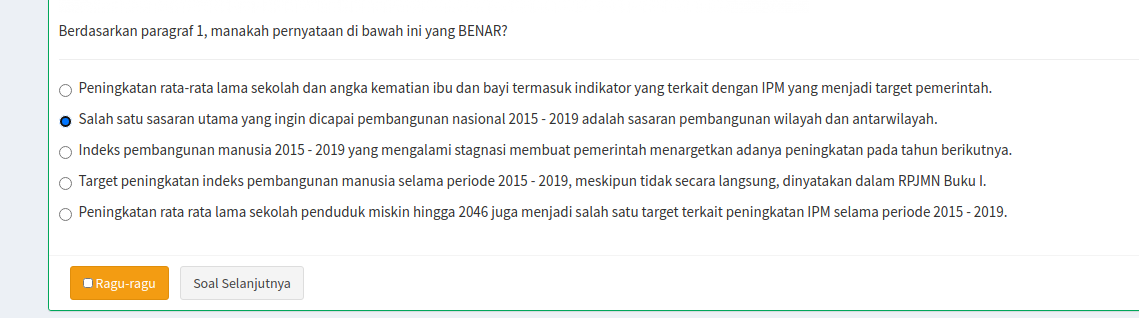 Berdasarkan paragraf 1, manakah pernyataan di bawah ini yang BENAR?
Peningkatan rata-rata lama sekolah dan angka kematian ibu dan bayi termasuk indikator yang terkait dengan IPM yang menjadi target pemerintah.
Salah satu sasaran utama yang ingin dicapai pembangunan nasional 2015 - 2019 adalah sasaran pembangunan wilayah dan antarwilayah.
Indeks pembangunan manusia 2015 - 2019 yang mengalami stagnasi membuat pemerintah menargetkan adanya peningkatan pada tahun berikutnya.
Target peningkatan indeks pembangunan manusia selama periode 2015 - 2019, meskipun tidak secara langsung, dinyatakan dalam RPJMN Buku I.
Peningkatan rata rata lama sekolah penduduk miskin hingga 2046 juga menjadi salah satu target terkait peningkatan IPM selama periode 2015 - 2019.
Ragu-ragu Soal Selanjutnya